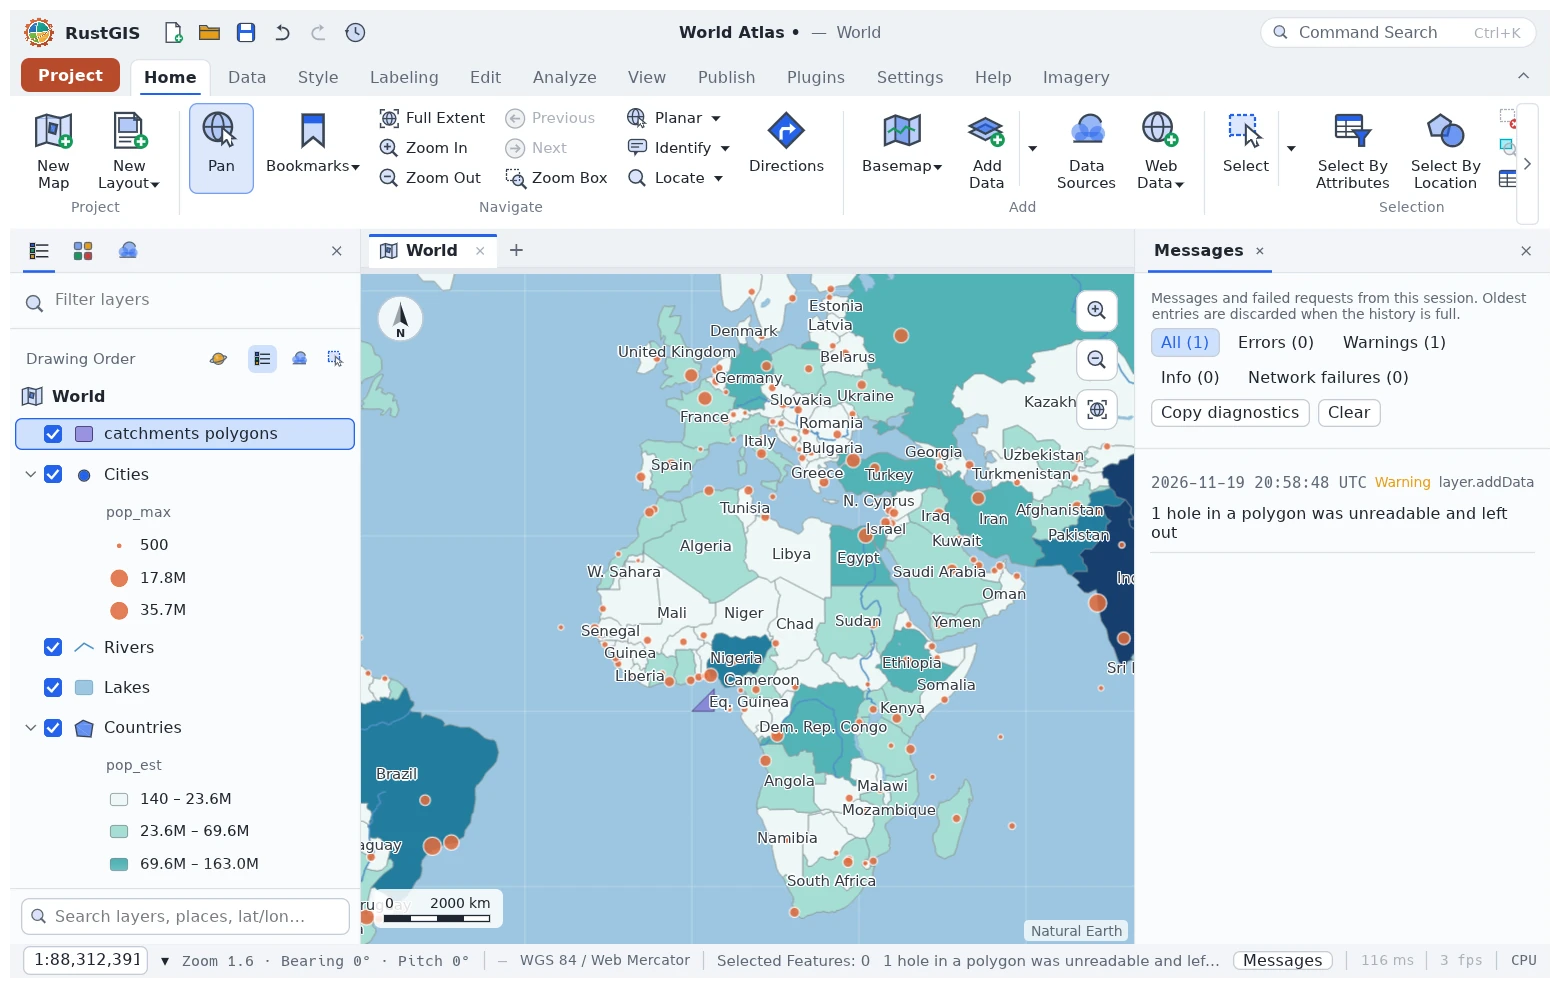 RustGIS
World Atlas • — World
Command Search Ctrl+K
Project Home Data Style Labeling Edit Analyze View Publish Plugins Settings Help Imagery
New Map
New Layout
Project
Pan
Bookmarks
Full Extent
Zoom In
Zoom Out
Previous
Next
Zoom Box
Planar
Identify
Locate
Directions
Navigate
Basemap
Add Data
Data Sources
Web Data
Add
Select
Select By Attributes
Select By Location
Selection
Filter layers
Drawing Order
World
catchments polygons
Cities
pop_max
500
17.8M
35.7M
Rivers
Lakes
Countries
pop_est
140 – 23.6M
23.6M – 69.6M
69.6M – 163.0M
Search layers, places, lat/lon...
World
N
Estonia
Latvia
Denmark
United Kingdom
Belarus
Germany
Slovakia
Ukraine
Kazakh
France
Romania
Italy
Bulgaria
Georgia
Uzbekistan
Spain
Greece
Turkey
Turkmenistan
N. Cyprus
Tunisia
Israel
Iraq
Iran
Afghanistan
Algeria
Libya
Egypt
Kuwait
Pakistan
W. Sahara
Saudi Arabia
Oman
Mali
Niger
Chad
Sudan
Yemen
Senegal
Guinea
Nigeria
Ethiopia
Liberia
Cameroon
Somalia
Eq. Guinea
Kenya
Dem. Rep. Congo
Brazil
Angola
Malawi
Mozambique
Namibia
aguay
South Africa
Sri
0 2000 km
Natural Earth
Messages
Messages and failed requests from this session. Oldest
entries are discarded when the history is full.
All (1) Errors (0) Warnings (1)
Info (0) Network failures (0)
Copy diagnostics Clear
2026-11-19 20:58:48 UTC Warning layer.addData
1 hole in a polygon was unreadable and left
out
1:88,312,391 Zoom 1.6 · Bearing 0° · Pitch 0° — WGS 84 / Web Mercator Selected Features: 0 1 hole in a polygon was unreadable and lef... Messages 116 ms 3 fps CPU